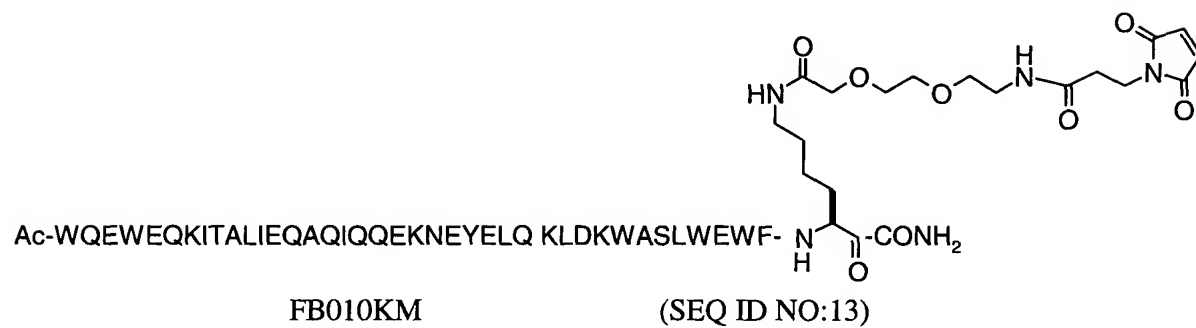 O
O
H
N
O
O
N
HN
O
O
O
Ac-WQEWEQKITALIEQAQIQQEKNEYELQ KLDKWASLWEWF- N -CONH₂
H
O
FB010KM (SEQ ID NO:13)